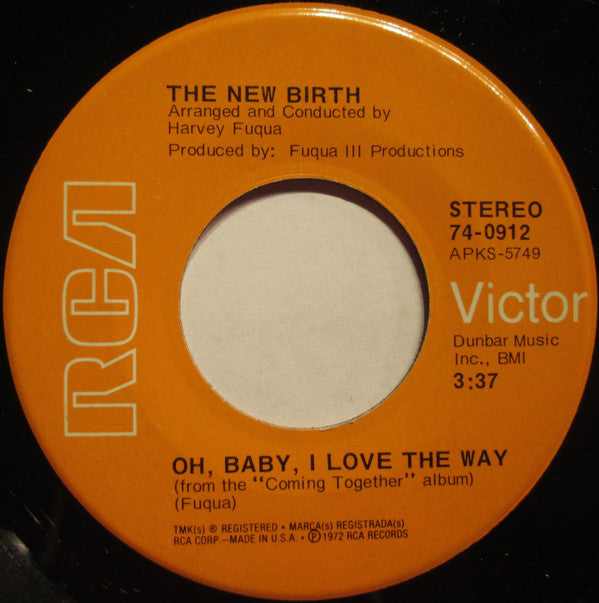 THE NEW BIRTH
Arranged and Conducted by
Harvey Fuqua
Produced by: Fuqua III Productions
RCA
STEREO
74-0912
APKS-5749
Victor
Dunbar Music
Inc., BMI
3:37
OH, BABY, I LOVE THE WAY
(from the "Coming Together" album)
(Fuqua)
TMK(s) ® REGISTERED • MARCA(s) REGISTRADA(s)
RCA CORP.—MADE IN U.S.A. • ℗1972 RCA RECORDS